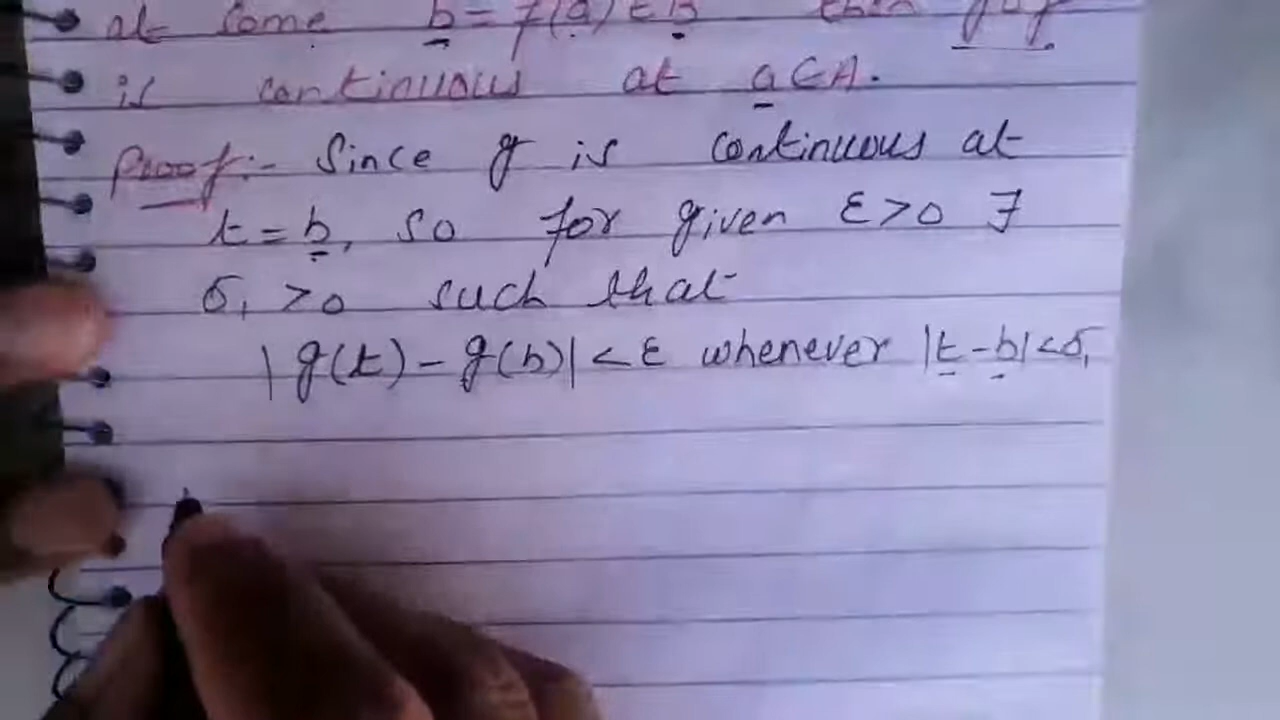 at some b = f(a) ∈ B then gof
is continuous at a ∈ A.
Proof:- Since g is continuous at
t = b, so for given ε > 0 ∃
δ₁ > 0 such that
|g(t) - g(b)| < ε whenever |t - b| < δ₁